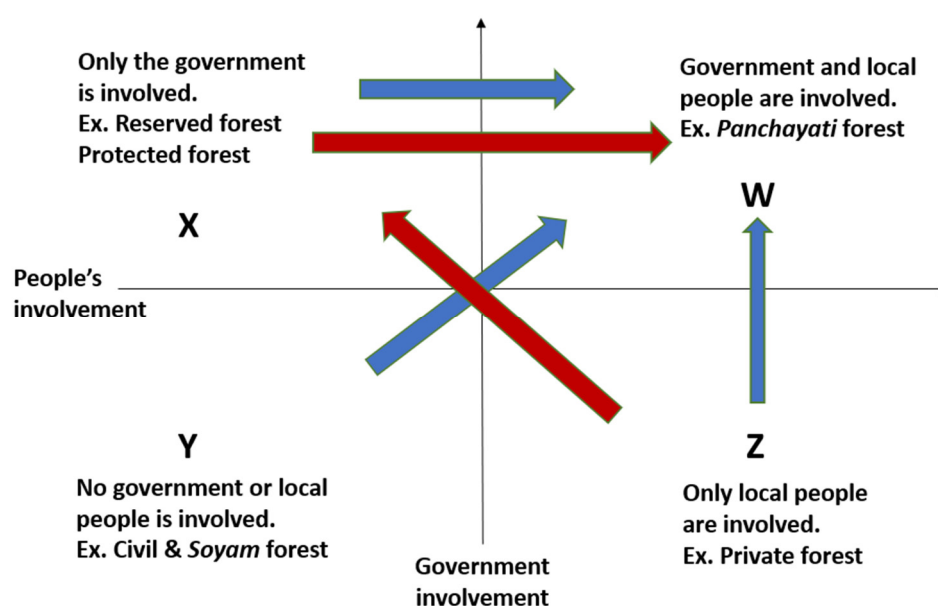 Only the government
is involved.
Ex. Reserved forest
Protected forest
Government and local
people are involved.
Ex. Panchayati forest
X
W
People's
involvement
Y
No government or local
people is involved.
Ex. Civil & Soyam forest
Z
Only local people
are involved.
Ex. Private forest
Government
involvement